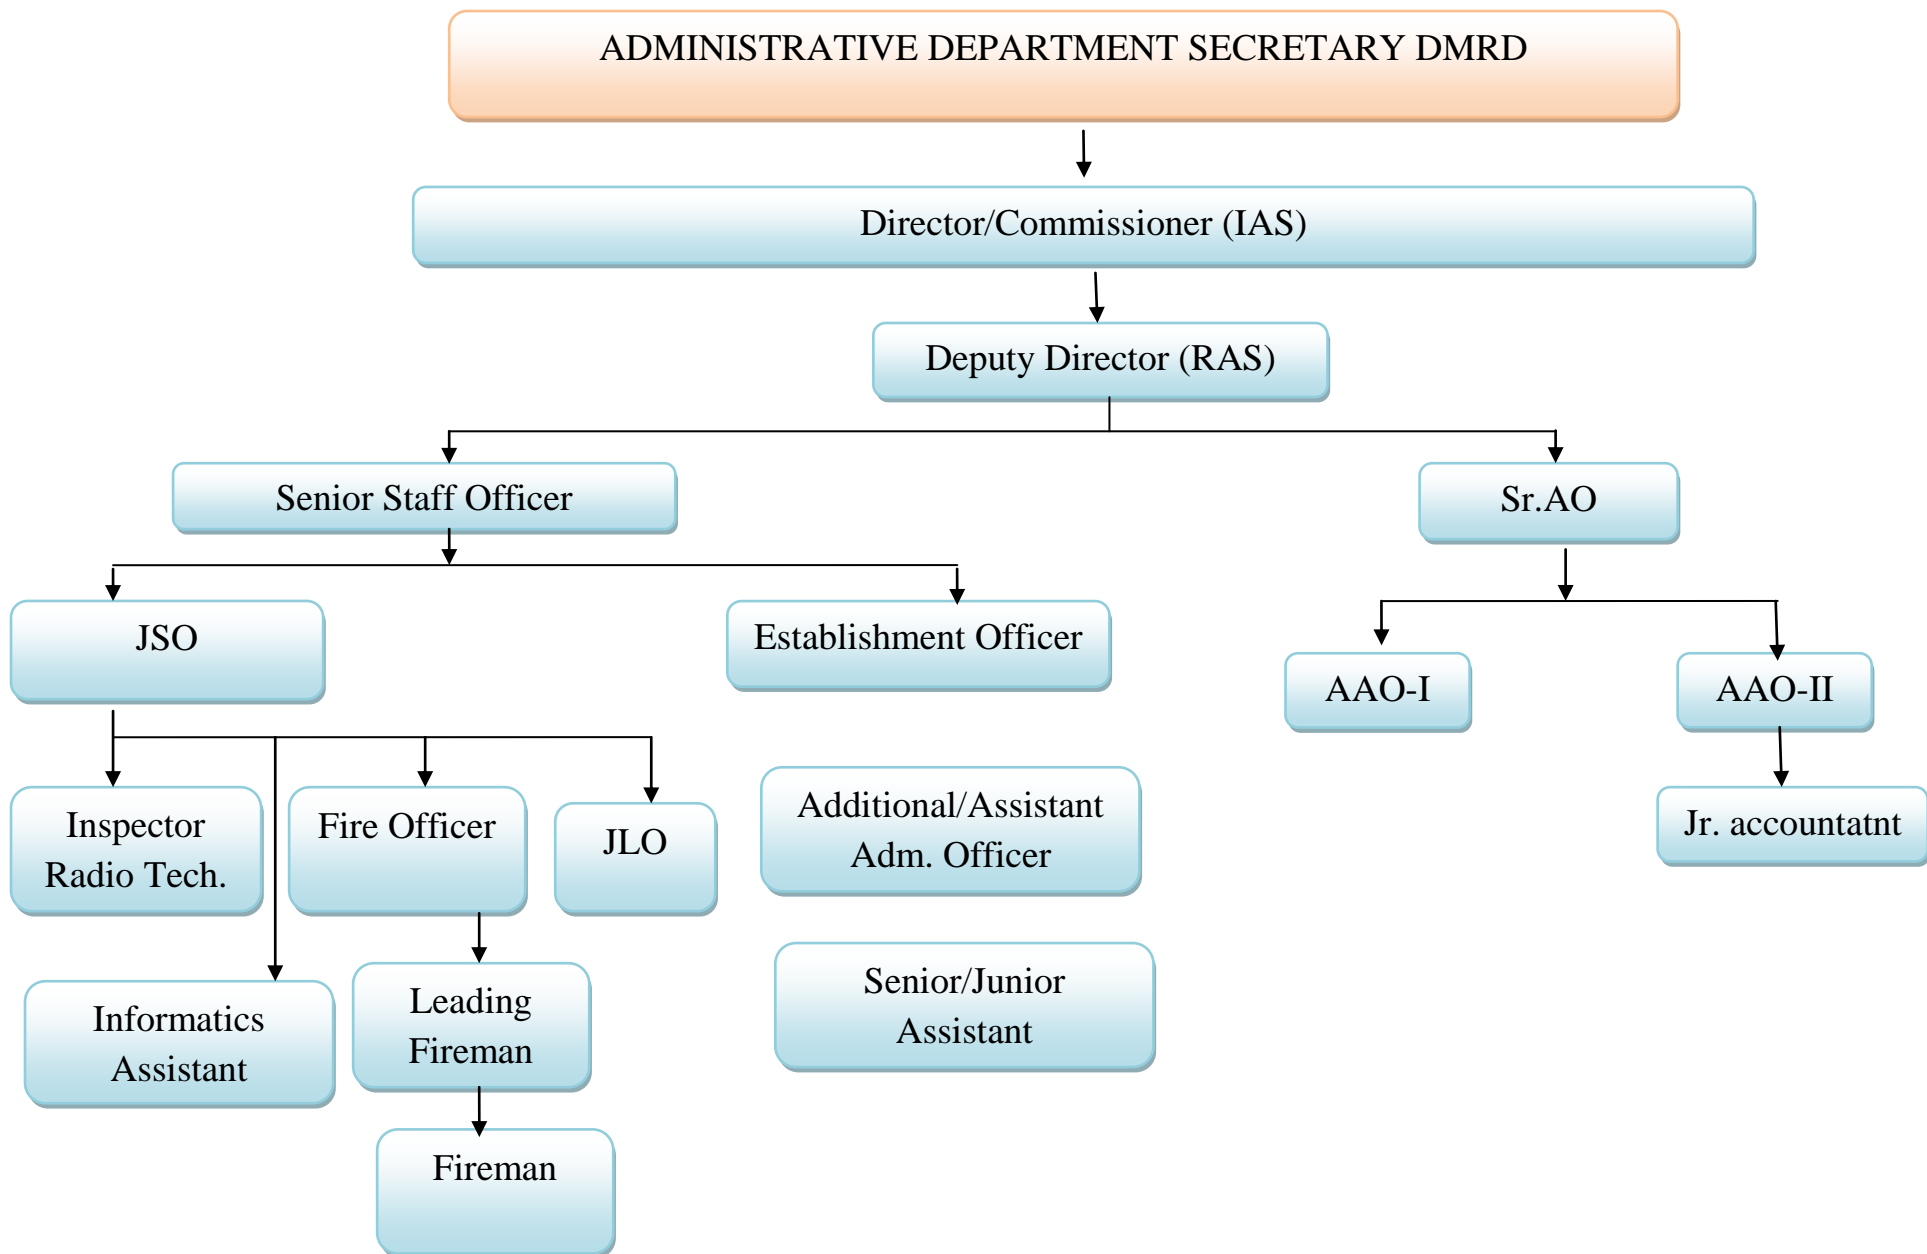 ADMINISTRATIVE DEPARTMENT SECRETARY DMRD
Director/Commissioner (IAS)
Deputy Director (RAS)
Senior Staff Officer
Sr.AO
JSO
Establishment Officer
AAO-I
AAO-II
Inspector
Radio Tech.
Fire Officer
JLO
Additional/Assistant
Adm. Officer
Jr. accountatnt
Informatics
Assistant
Leading
Fireman
Senior/Junior
Assistant
Fireman